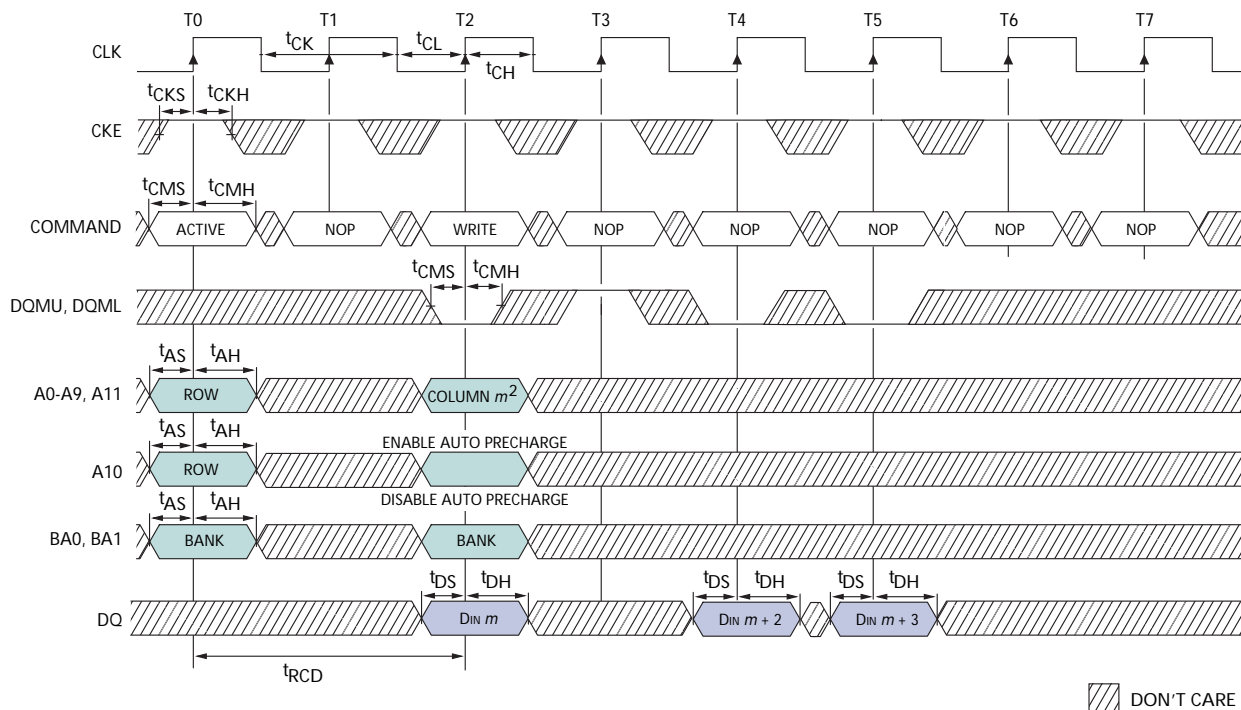 T0 T1 T2 T3 T4 T5 T6 T7
CLK
tCK tCL
tCH
tCKS tCKH
CKE
tCMS tCMH
COMMAND ACTIVE NOP WRITE NOP NOP NOP NOP NOP
tCMS tCMH
DQMU, DQML
tAS tAH
A0-A9, A11 ROW COLUMN m2
tAS tAH ENABLE AUTO PRECHARGE
A10 ROW
tAS tAH DISABLE AUTO PRECHARGE
BA0, BA1 BANK BANK
tDS tDH tDS tDH tDS tDH
DQ DIN m DIN m + 2 DIN m + 3
tRCD
DON'T CARE